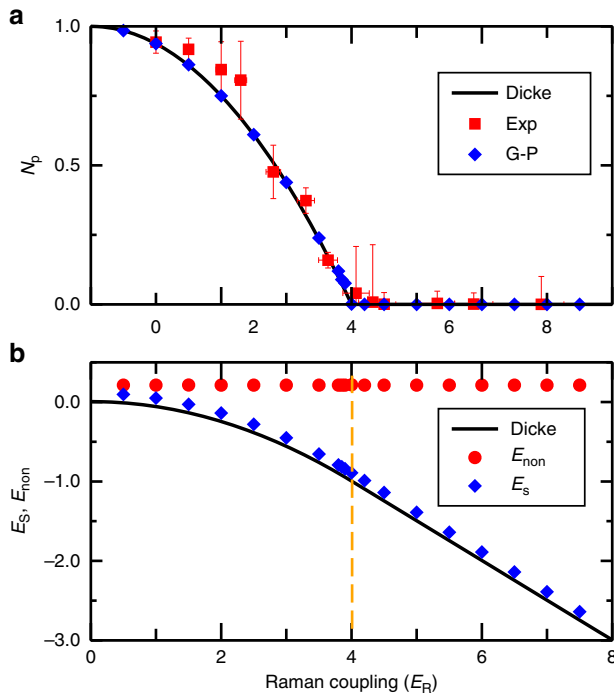 a
1.0
0.5
0.0
Nₚ
Dicke
Exp
G-P
0 2 4 6 8
b
0.0
−1.0
−2.0
−3.0
E_S, E_non
Dicke
E_non
E_s
0 2 4 6 8
Raman coupling (E_R)